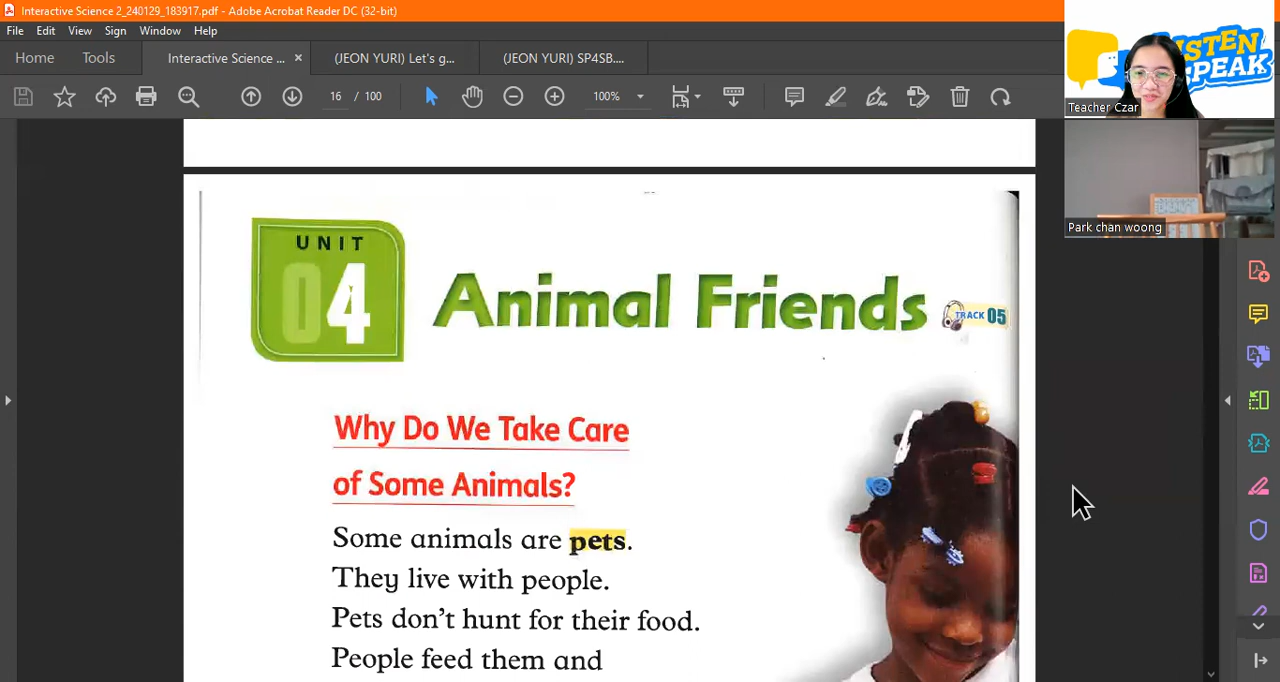 Interactive Science 2_240129_183917.pdf - Adobe Acrobat Reader DC (32-bit)
File Edit View Sign Window Help
Home Tools Interactive Science ... × (JEON YURI) Let's g... (JEON YURI) SP4SB....
16 / 100 100%
LISTEN
SPEAK
Teacher Czar
Park chan woong
UNIT
04
Animal Friends
TRACK 05
Why Do We Take Care
of Some Animals?
Some animals are pets.
They live with people.
Pets don't hunt for their food.
People feed them and